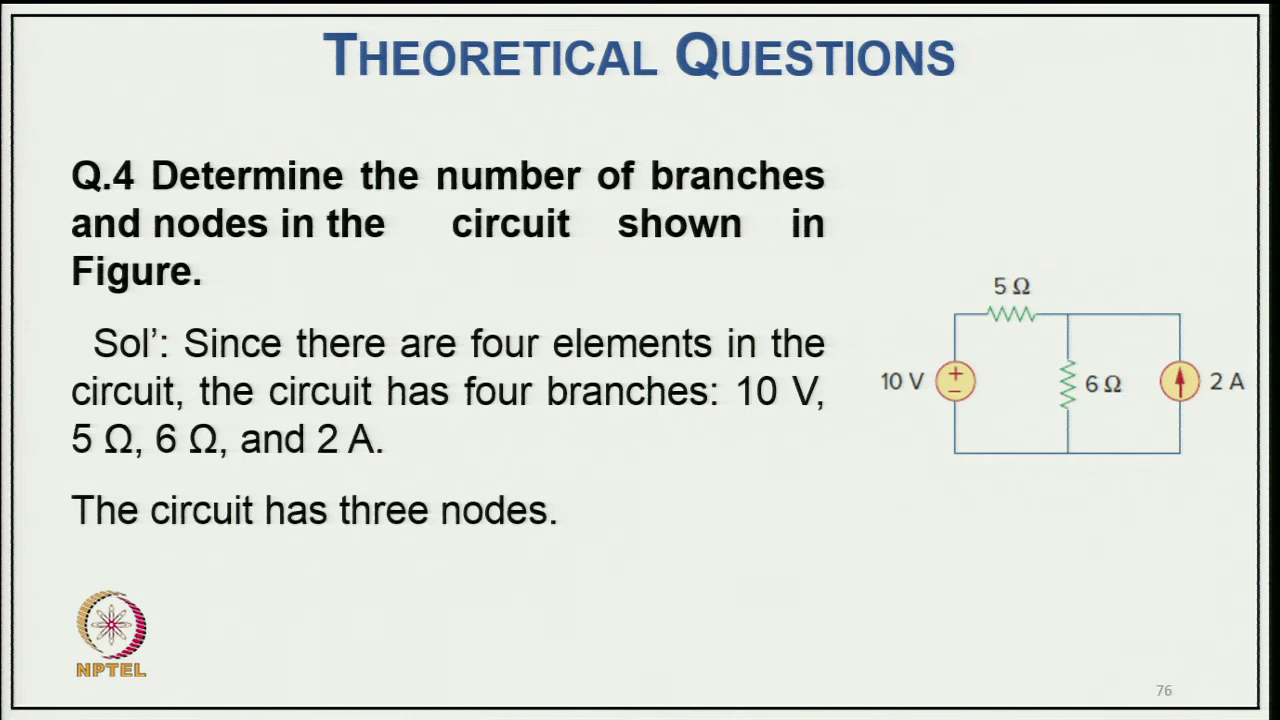 THEORETICAL QUESTIONS
Q.4 Determine the number of branches
and nodes in the circuit shown in
Figure.
Sol’: Since there are four elements in the
circuit, the circuit has four branches: 10 V,
5 Ω, 6 Ω, and 2 A.
The circuit has three nodes.
5 Ω
10 V
+
−
6 Ω
2 A
NPTEL
76